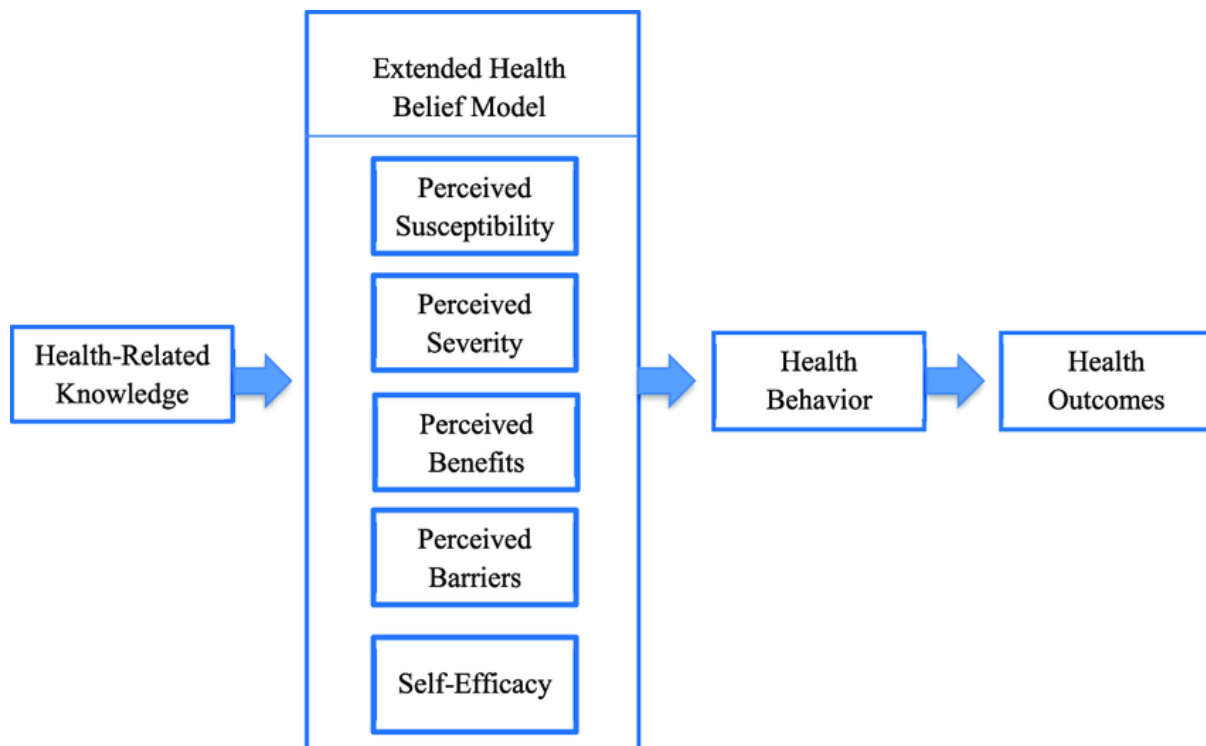 Extended Health
Belief Model
Perceived
Susceptibility
Perceived
Severity
Perceived
Benefits
Perceived
Barriers
Self-Efficacy
Health-Related
Knowledge
Health
Behavior
Health
Outcomes